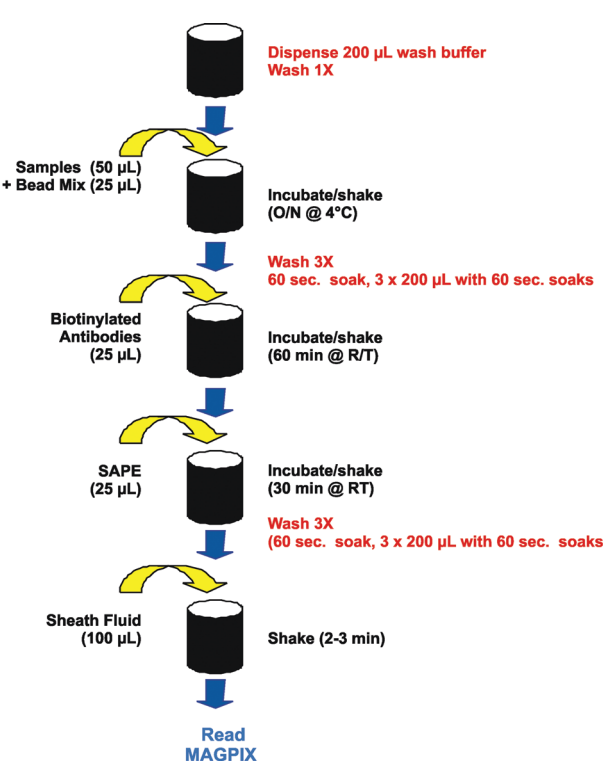 Dispense 200 µL wash buffer
Wash 1X
Samples (50 µL)
+ Bead Mix (25 µL)
Incubate/shake
(O/N @ 4°C)
Wash 3X
60 sec. soak, 3 x 200 µL with 60 sec. soaks
Biotinylated
Antibodies
(25 µL)
Incubate/shake
(60 min @ R/T)
SAPE
(25 µL)
Incubate/shake
(30 min @ RT)
Wash 3X
(60 sec. soak, 3 x 200 µL with 60 sec. soaks
Sheath Fluid
(100 µL)
Shake (2-3 min)
Read
MAGPIX